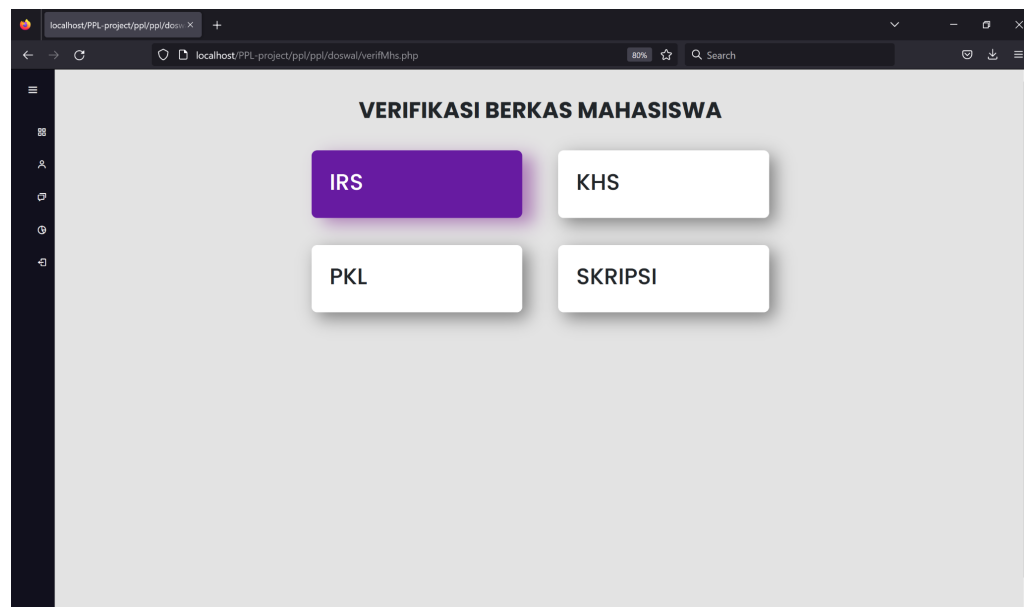 localhost/PPL-project/ppl/ppl/dosw
localhost/PPL-project/ppl/ppl/doswal/verifMhs.php
80%
Search
VERIFIKASI BERKAS MAHASISWA
IRS
KHS
PKL
SKRIPSI